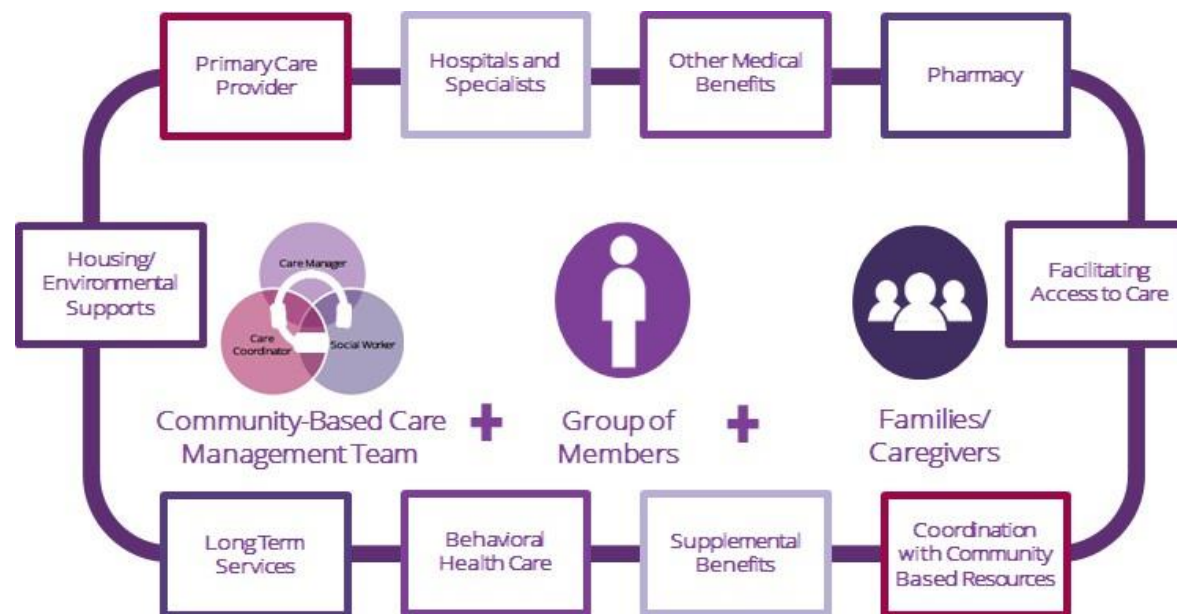 Primary Care
Provider
Hospitals and
Specialists
Other Medical
Benefits
Pharmacy
Housing/
Environmental
Supports
Care Manager
Care
Coordinator
Social Worker
Facilitating
Access to Care
Community-Based Care
Management Team
+
Group of
Members
+
Families/
Caregivers
Long Term
Services
Behavioral
Health Care
Supplemental
Benefits
Coordination
with Community
Based Resources